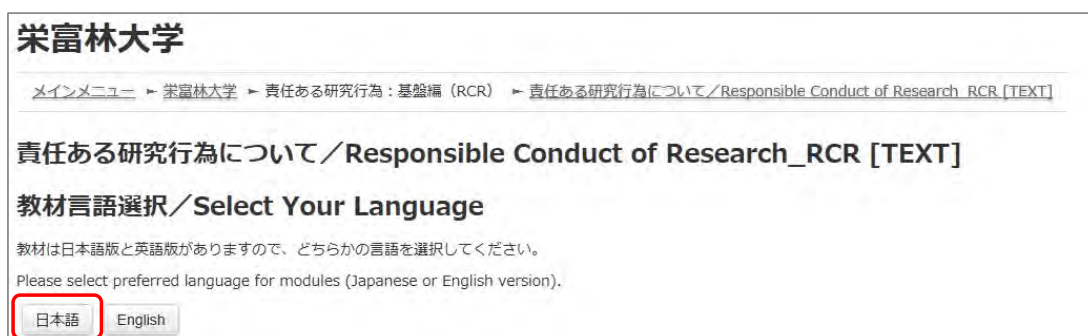 栄富林大学
メインメニュー ► 栄富林大学 ► 責任ある研究行為：基盤編（RCR） ► 責任ある研究行為について／Responsible Conduct of Research_RCR [TEXT]
責任ある研究行為について／Responsible Conduct of Research_RCR [TEXT]
教材言語選択／Select Your Language
教材は日本語版と英語版がありますので、どちらかの言語を選択してください。
Please select preferred language for modules (Japanese or English version).
日本語 English